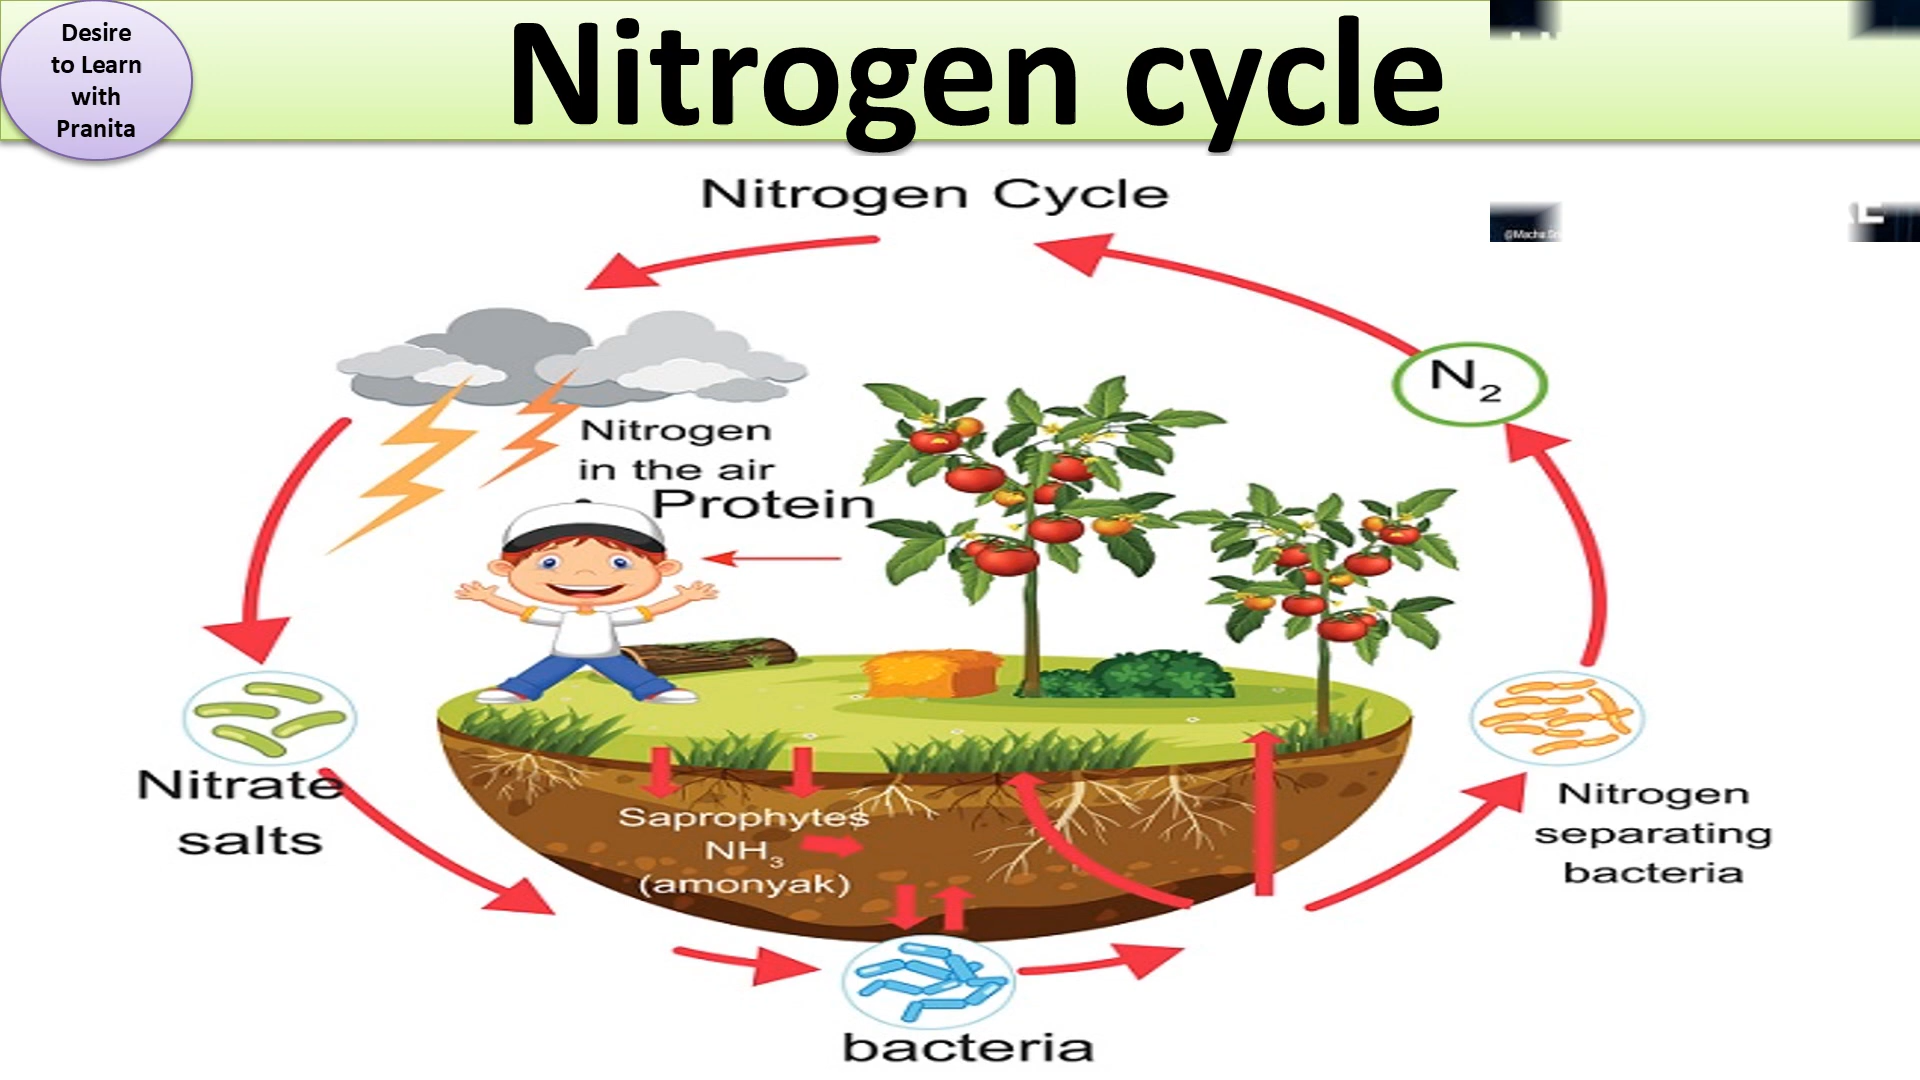 Desire
to Learn
with
Pranita
Nitrogen cycle
Nitrogen Cycle
N₂
Nitrogen
in the air
Protein
Nitrate
salts
Saprophytes
NH₃
(amonyak)
Nitrogen
separating
bacteria
bacteria